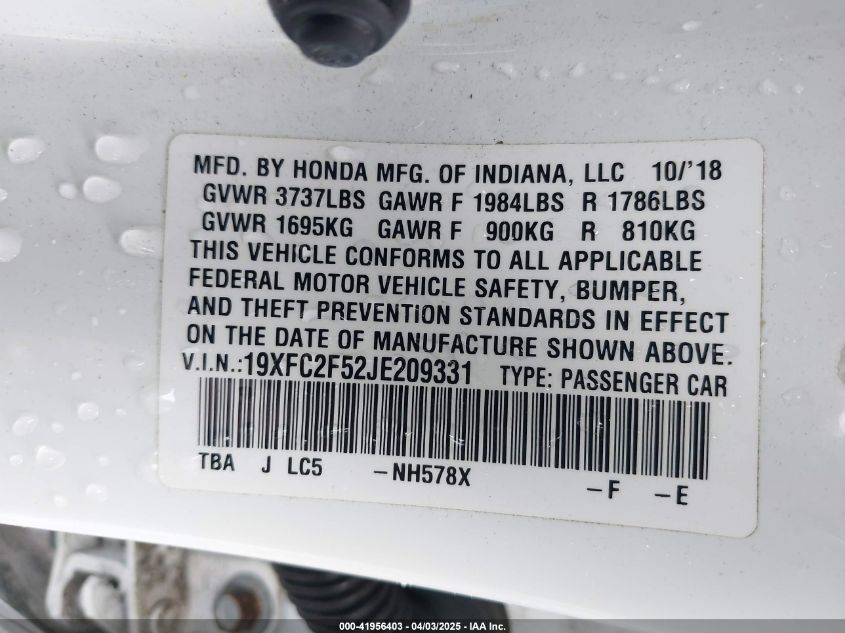 MFD. BY HONDA MFG. OF INDIANA, LLC 10/'18
GVWR 3737LBS GAWR F 1984LBS R 1786LBS
GVWR 1695KG GAWR F 900KG R 810KG
THIS VEHICLE CONFORMS TO ALL APPLICABLE
FEDERAL MOTOR VEHICLE SAFETY, BUMPER,
AND THEFT PREVENTION STANDARDS IN EFFECT
ON THE DATE OF MANUFACTURE SHOWN ABOVE.
V.I.N.:19XFC2F52JE209331 TYPE: PASSENGER CAR
TBA J LC5 -NH578X -F -E
000-41956403 - 04/03/2025 - IAA Inc.